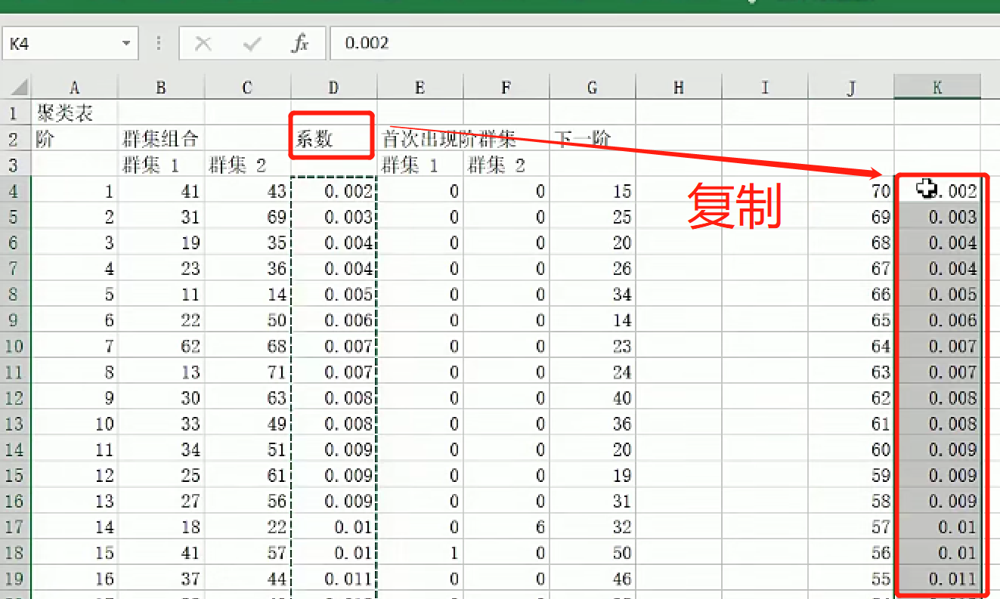 K4 fx 0.002
A B C D E F G H I J K
1 聚类表
2 阶 群集组合 系数 首次出现阶群集 下一阶
3 群集 1 群集 2 群集 1 群集 2
4 1 41 43 0.002 0 0 15 70 .002
复制
5 2 31 69 0.003 0 0 25 69 0.003
6 3 19 35 0.004 0 0 20 68 0.004
7 4 23 36 0.004 0 0 26 67 0.004
8 5 11 14 0.005 0 0 34 66 0.005
9 6 22 50 0.006 0 0 14 65 0.006
10 7 62 68 0.007 0 0 23 64 0.007
11 8 13 71 0.007 0 0 24 63 0.007
12 9 30 63 0.008 0 0 40 62 0.008
13 10 33 49 0.008 0 0 36 61 0.008
14 11 34 51 0.009 0 0 20 60 0.009
15 12 25 61 0.009 0 0 19 59 0.009
16 13 27 56 0.009 0 0 31 58 0.009
17 14 18 22 0.01 0 6 32 57 0.01
18 15 41 57 0.01 1 0 50 56 0.01
19 16 37 44 0.011 0 0 46 55 0.011